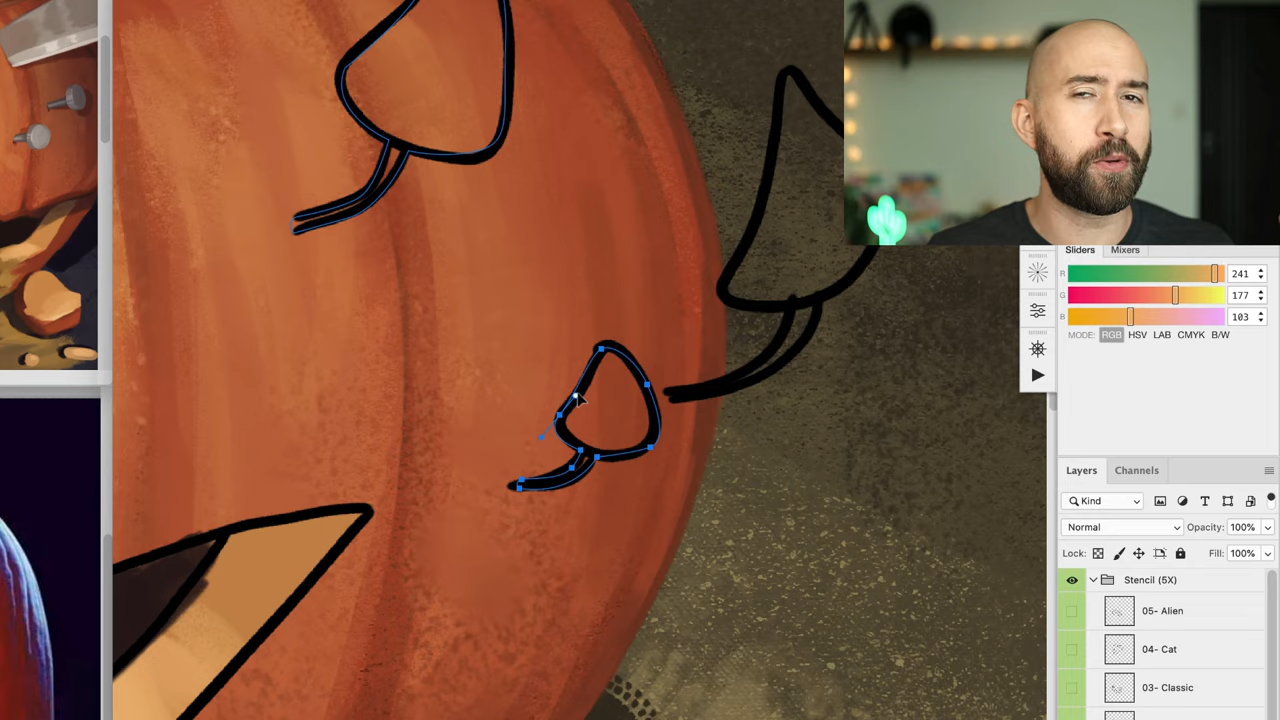 Sliders Mixers
R 241
G 177
B 103
MODE: RGB HSV LAB CMYK B/W
Layers Channels
Kind
Normal Opacity: 100%
Lock: Fill: 100%
Stencil (5X)
05- Alien
04- Cat
03- Classic